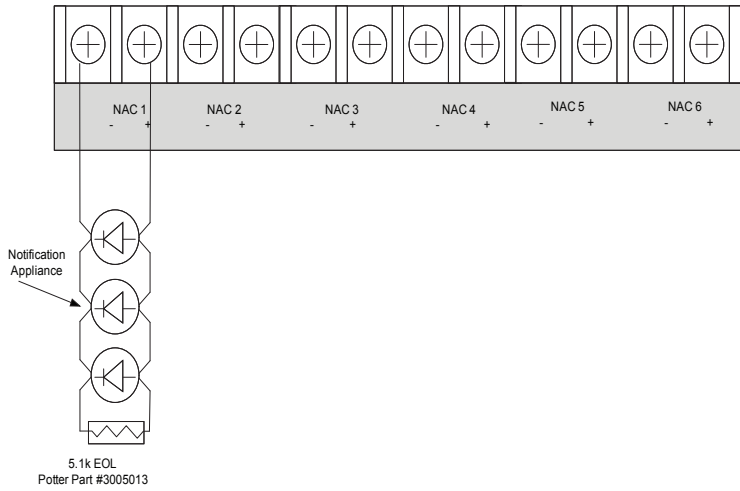 NAC 1 NAC 2 NAC 3 NAC 4 NAC 5 NAC 6
- + - + - + - + - + - +
Notification
Appliance
5.1k EOL
Potter Part #3005013